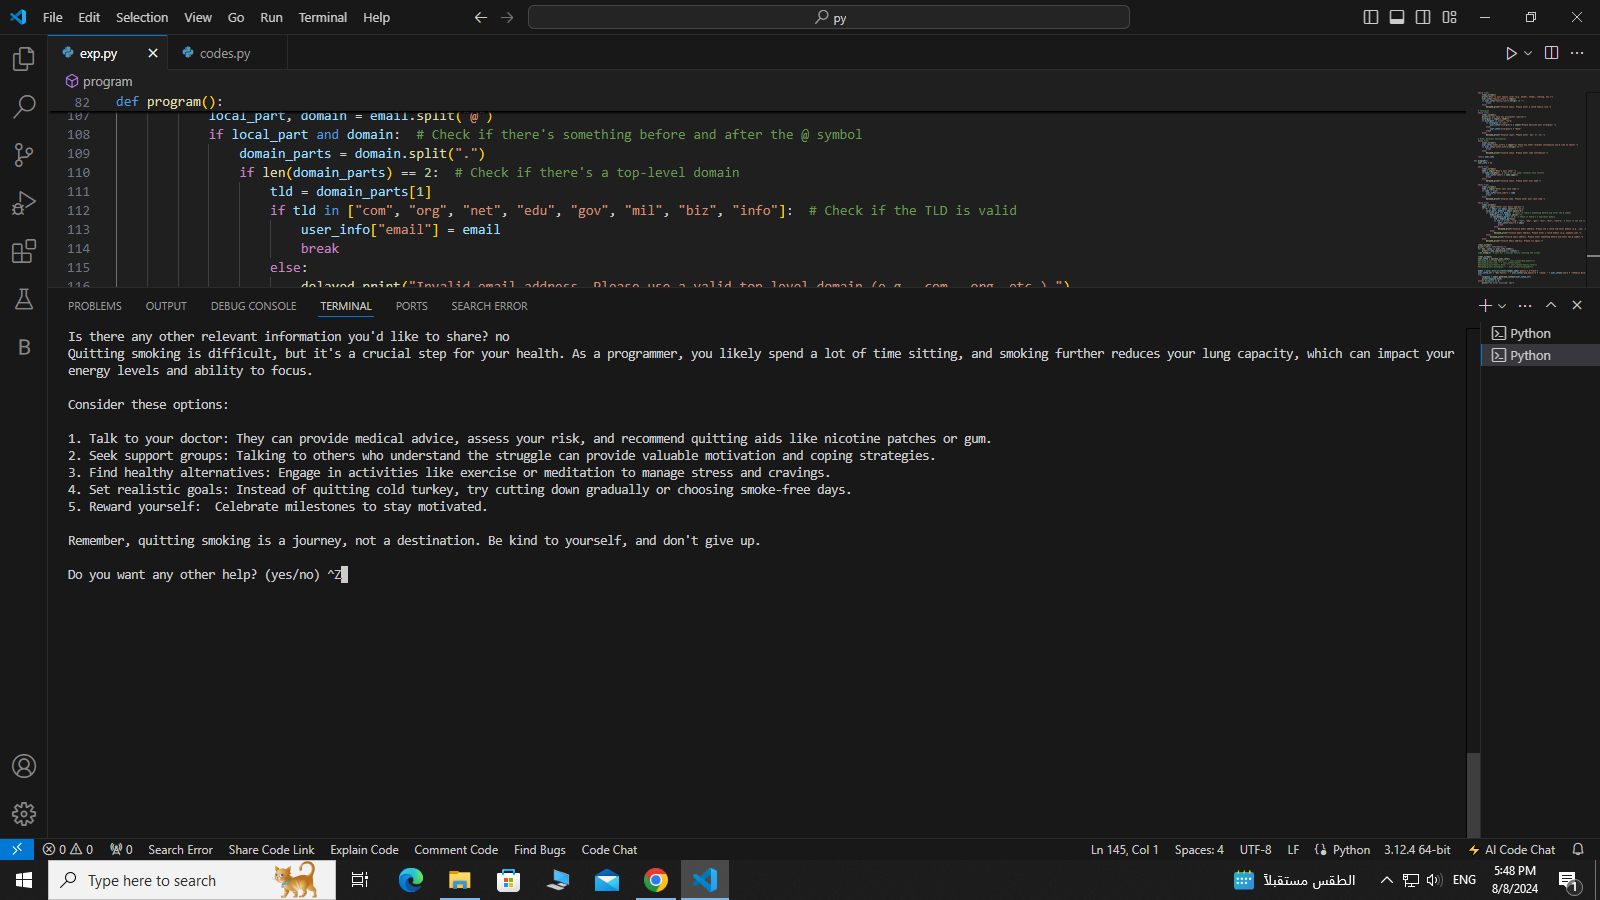 File Edit Selection View Go Run Terminal Help
py
exp.py
codes.py
program
82 def program():
107 local_part, domain = email.split("@")
108 if local_part and domain:  # Check if there's something before and after the @ symbol
109 domain_parts = domain.split(".")
110 if len(domain_parts) == 2:  # Check if there's a top-level domain
111 tld = domain_parts[1]
112 if tld in ["com", "org", "net", "edu", "gov", "mil", "biz", "info"]:  # Check if the TLD is valid
113 user_info["email"] = email
114 break
115 else:
116 delayed_print("Invalid email address. Please use a valid top-level domain (e.g., .com, .org, etc.).")
PROBLEMS OUTPUT DEBUG CONSOLE TERMINAL PORTS SEARCH ERROR
Python
Python
Is there any other relevant information you'd like to share? no
Quitting smoking is difficult, but it's a crucial step for your health. As a programmer, you likely spend a lot of time sitting, and smoking further reduces your lung capacity, which can impact your
energy levels and ability to focus.
Consider these options:
1. Talk to your doctor: They can provide medical advice, assess your risk, and recommend quitting aids like nicotine patches or gum.
2. Seek support groups: Talking to others who understand the struggle can provide valuable motivation and coping strategies.
3. Find healthy alternatives: Engage in activities like exercise or meditation to manage stress and cravings.
4. Set realistic goals: Instead of quitting cold turkey, try cutting down gradually or choosing smoke-free days.
5. Reward yourself:  Celebrate milestones to stay motivated.
Remember, quitting smoking is a journey, not a destination. Be kind to yourself, and don't give up.
Do you want any other help? (yes/no) ^Z
B
0 0 0 Search Error Share Code Link Explain Code Comment Code Find Bugs Code Chat Ln 145, Col 1 Spaces: 4 UTF-8 LF Python 3.12.4 64-bit AI Code Chat
Type here to search
الطقس مستقبلاً
ENG
5:48 PM
8/8/2024
1